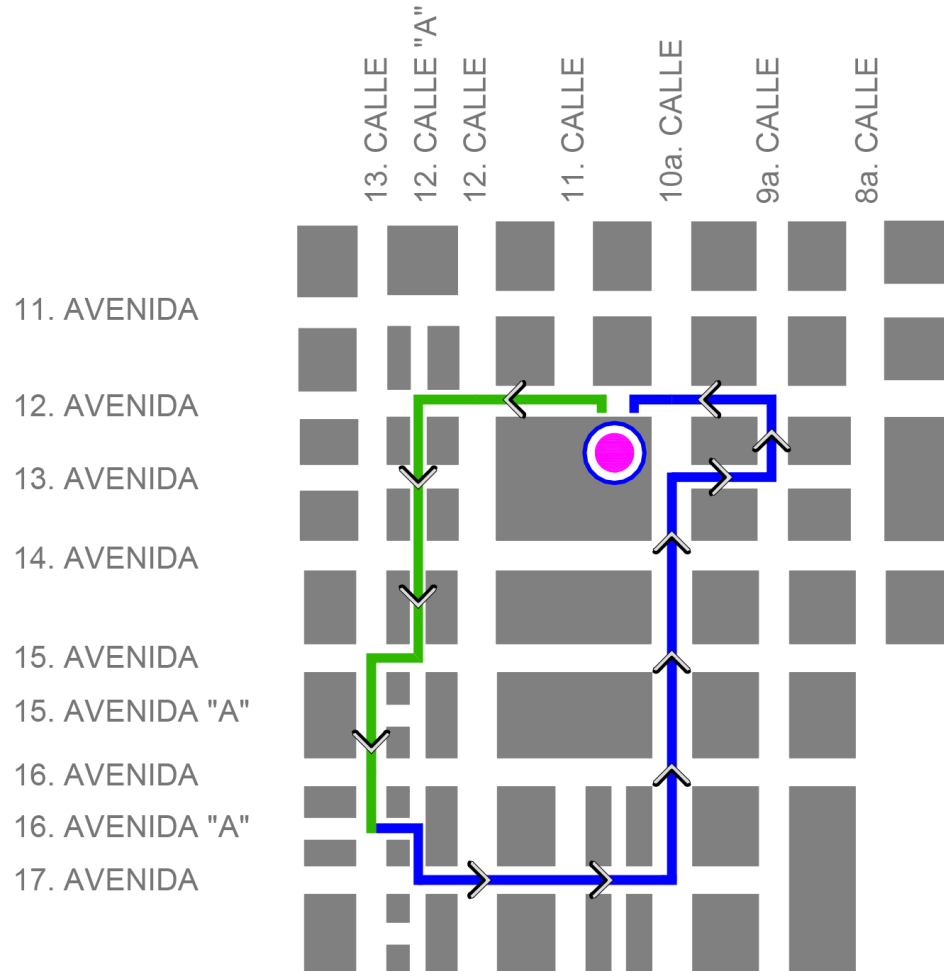 13. CALLE
12. CALLE "A"
12. CALLE
11. CALLE
10a. CALLE
9a. CALLE
8a. CALLE
11. AVENIDA
12. AVENIDA
13. AVENIDA
14. AVENIDA
15. AVENIDA
15. AVENIDA "A"
16. AVENIDA
16. AVENIDA "A"
17. AVENIDA